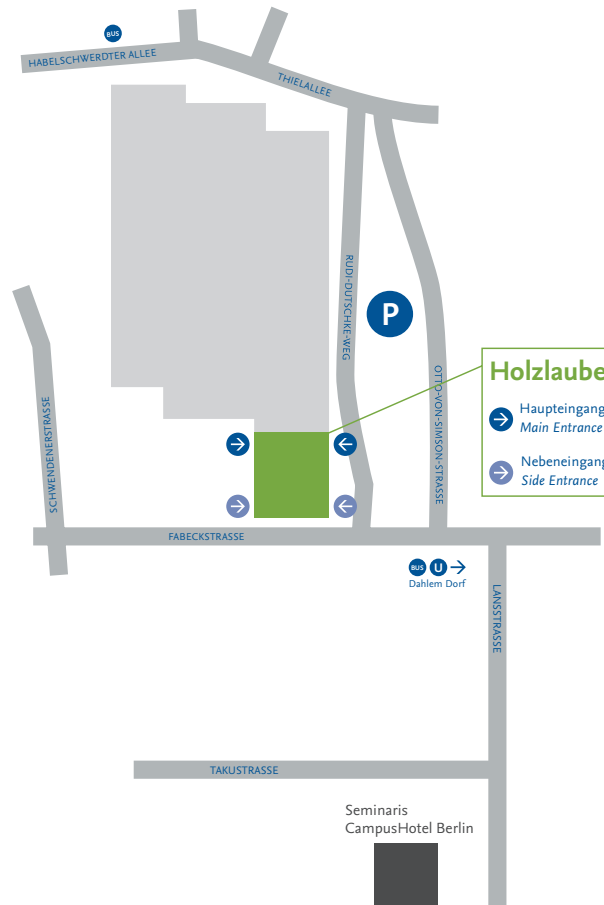 BUS
HABELSCHWERDTER ALLEE
THIELALLEE
RUDI-DUTSCHKE-WEG
P
OTTO-VON-SIMSON-STRASSE
SCHWENDENERSTRASSE
Holzlaube
Haupteingang
Main Entrance
Nebeneingang
Side Entrance
FABECKSTRASSE
BUS U
Dahlem Dorf
LANSSTRASSE
TAKUSTRASSE
Seminaris
CampusHotel Berlin